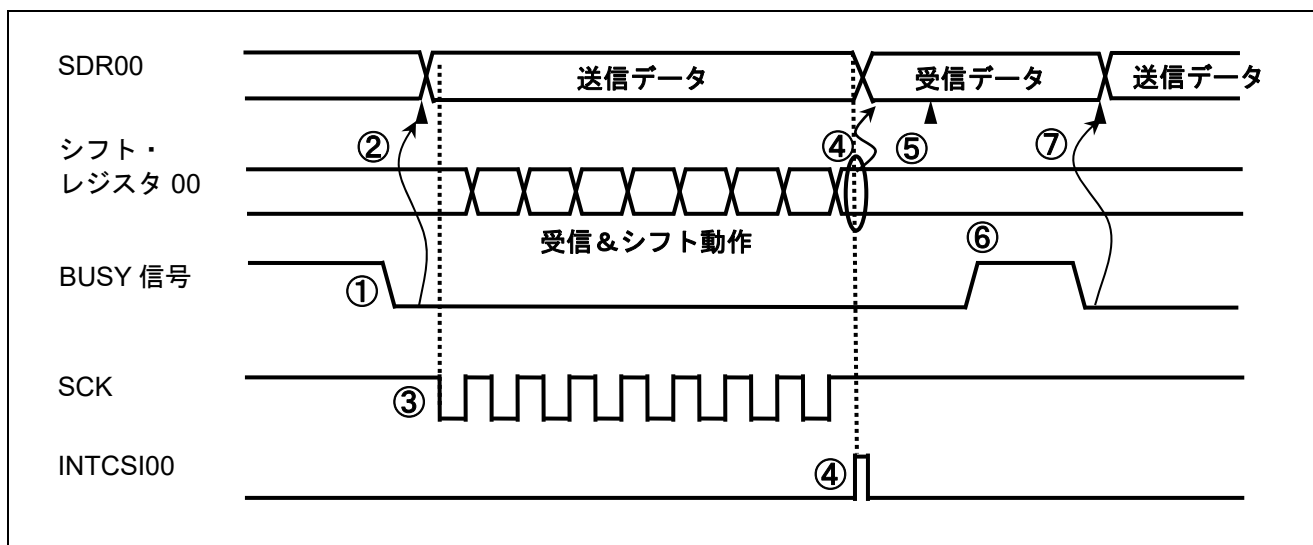 SDR00
送信データ
受信データ
送信データ
②
④
⑤
⑦
シフト・
レジスタ 00
受信＆シフト動作
⑥
BUSY 信号
①
SCK
③
INTCSI00
④